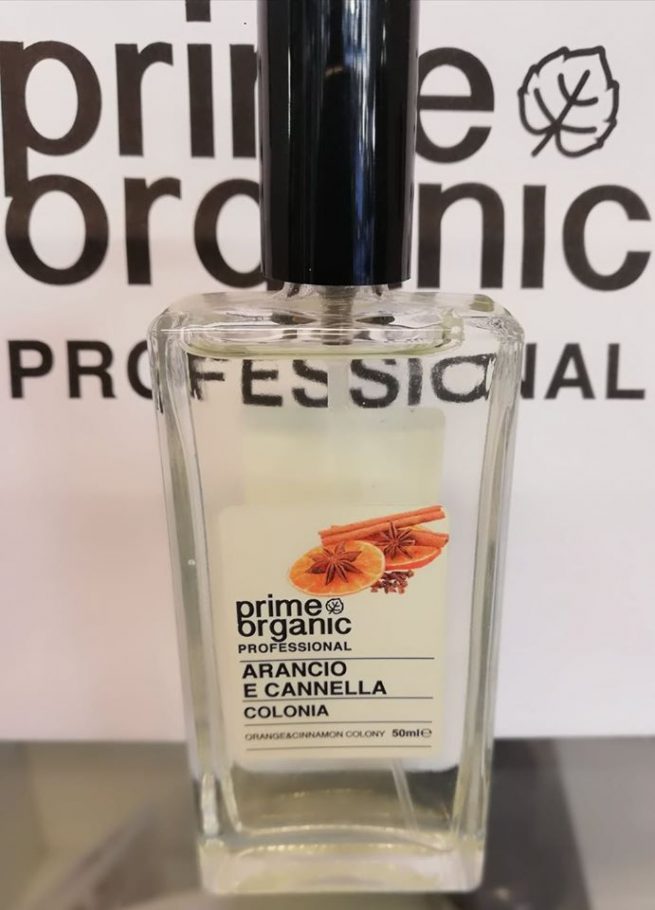 prime
organic
PROFESSIONAL
prime
organic
PROFESSIONAL
ARANCIO
E CANNELLA
COLONIA
ORANGE&CINNAMON COLONY 50ml℮